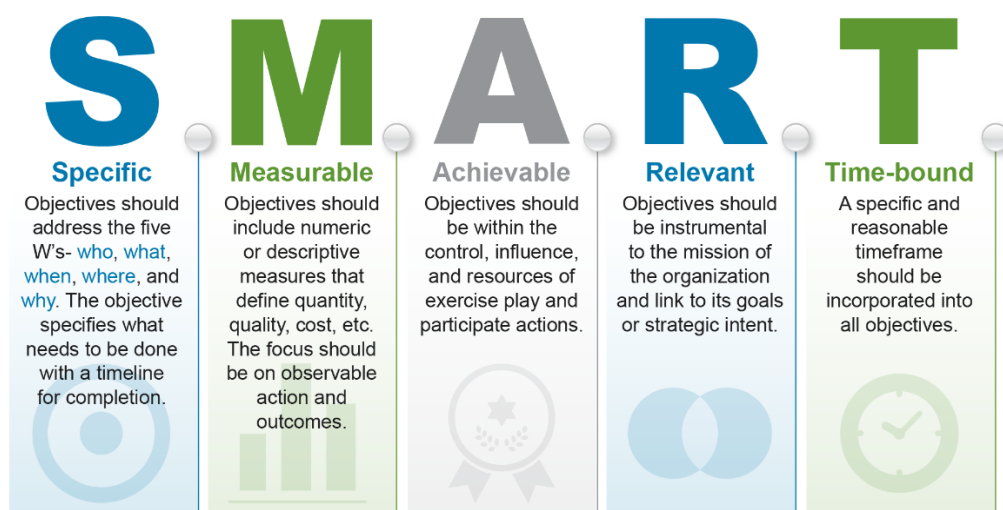 SMART
Specific
Objectives should
address the five
W's- who, what,
when, where, and
why. The objective
specifies what
needs to be done
with a timeline
for completion.
Measurable
Objectives should
include numeric
or descriptive
measures that
define quantity,
quality, cost, etc.
The focus should
be on observable
action and
outcomes.
Achievable
Objectives should
be within the
control, influence,
and resources of
exercise play and
participate actions.
Relevant
Objectives should
be instrumental
to the mission of
the organization
and link to its goals
or strategic intent.
Time-bound
A specific and
reasonable
timeframe
should be
incorporated into
all objectives.